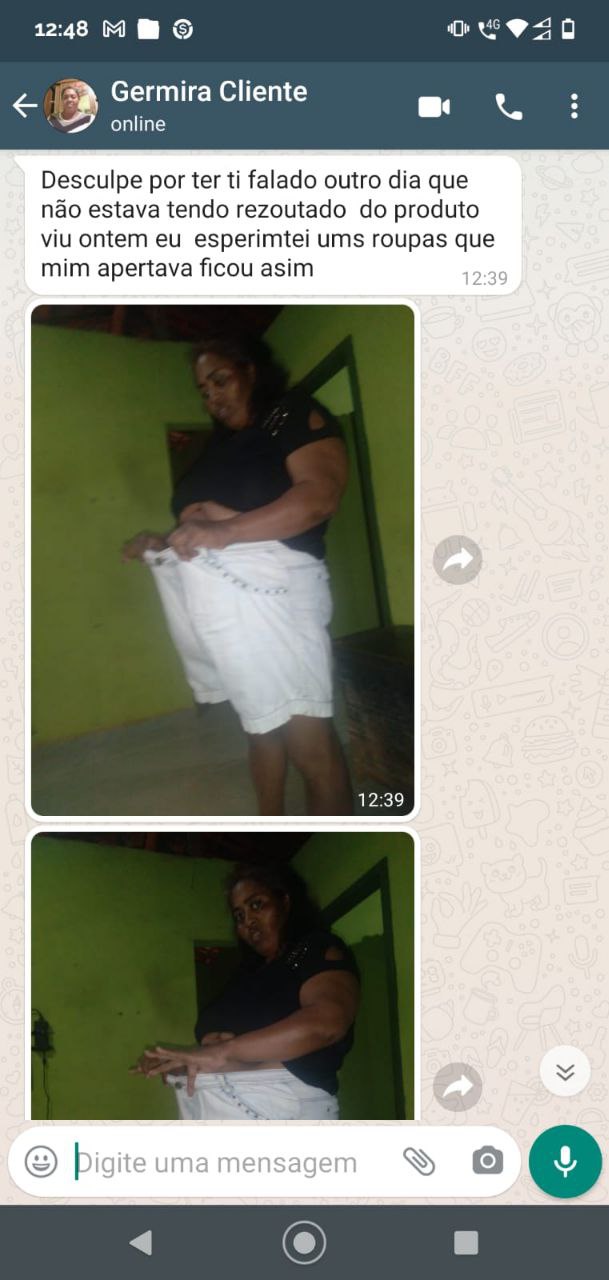 12:48
4G
Germira Cliente
online
Desculpe por ter ti falado outro dia que
não estava tendo rezoutado do produto
viu ontem eu esperimtei ums roupas que
mim apertava ficou asim
12:39
12:39
Digite uma mensagem